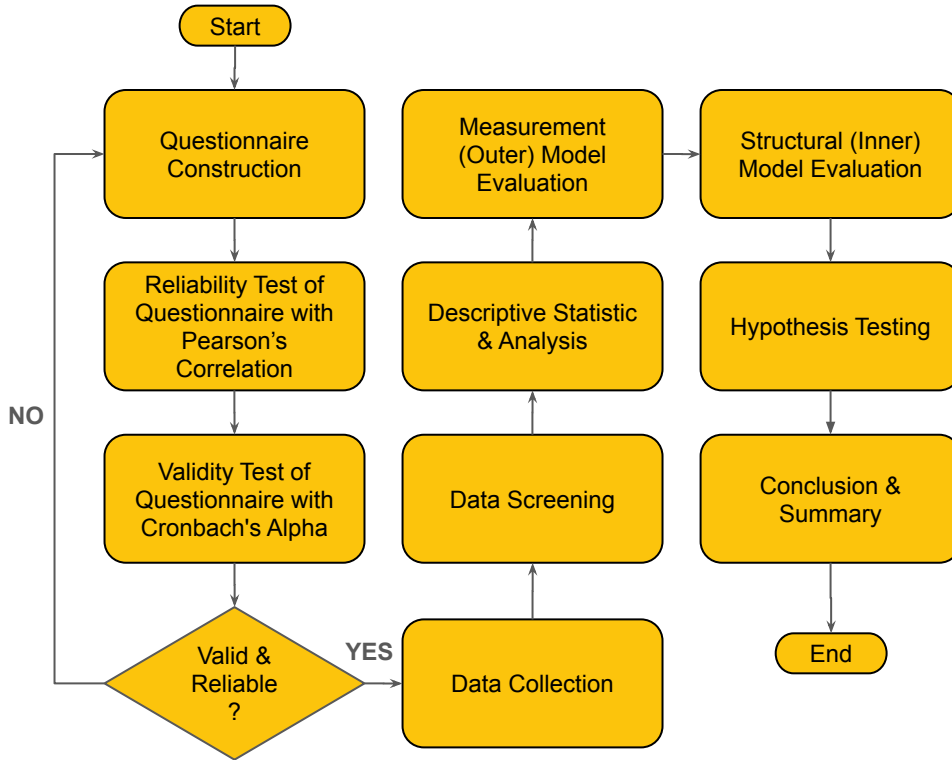 Start
Questionnaire
Construction
Reliability Test of
Questionnaire with
Pearson’s
Correlation
Validity Test of
Questionnaire with
Cronbach's Alpha
Valid &
Reliable
?
NO
YES
Data Collection
Data Screening
Descriptive Statistic
& Analysis
Measurement
(Outer) Model
Evaluation
Structural (Inner)
Model Evaluation
Hypothesis Testing
Conclusion &
Summary
End